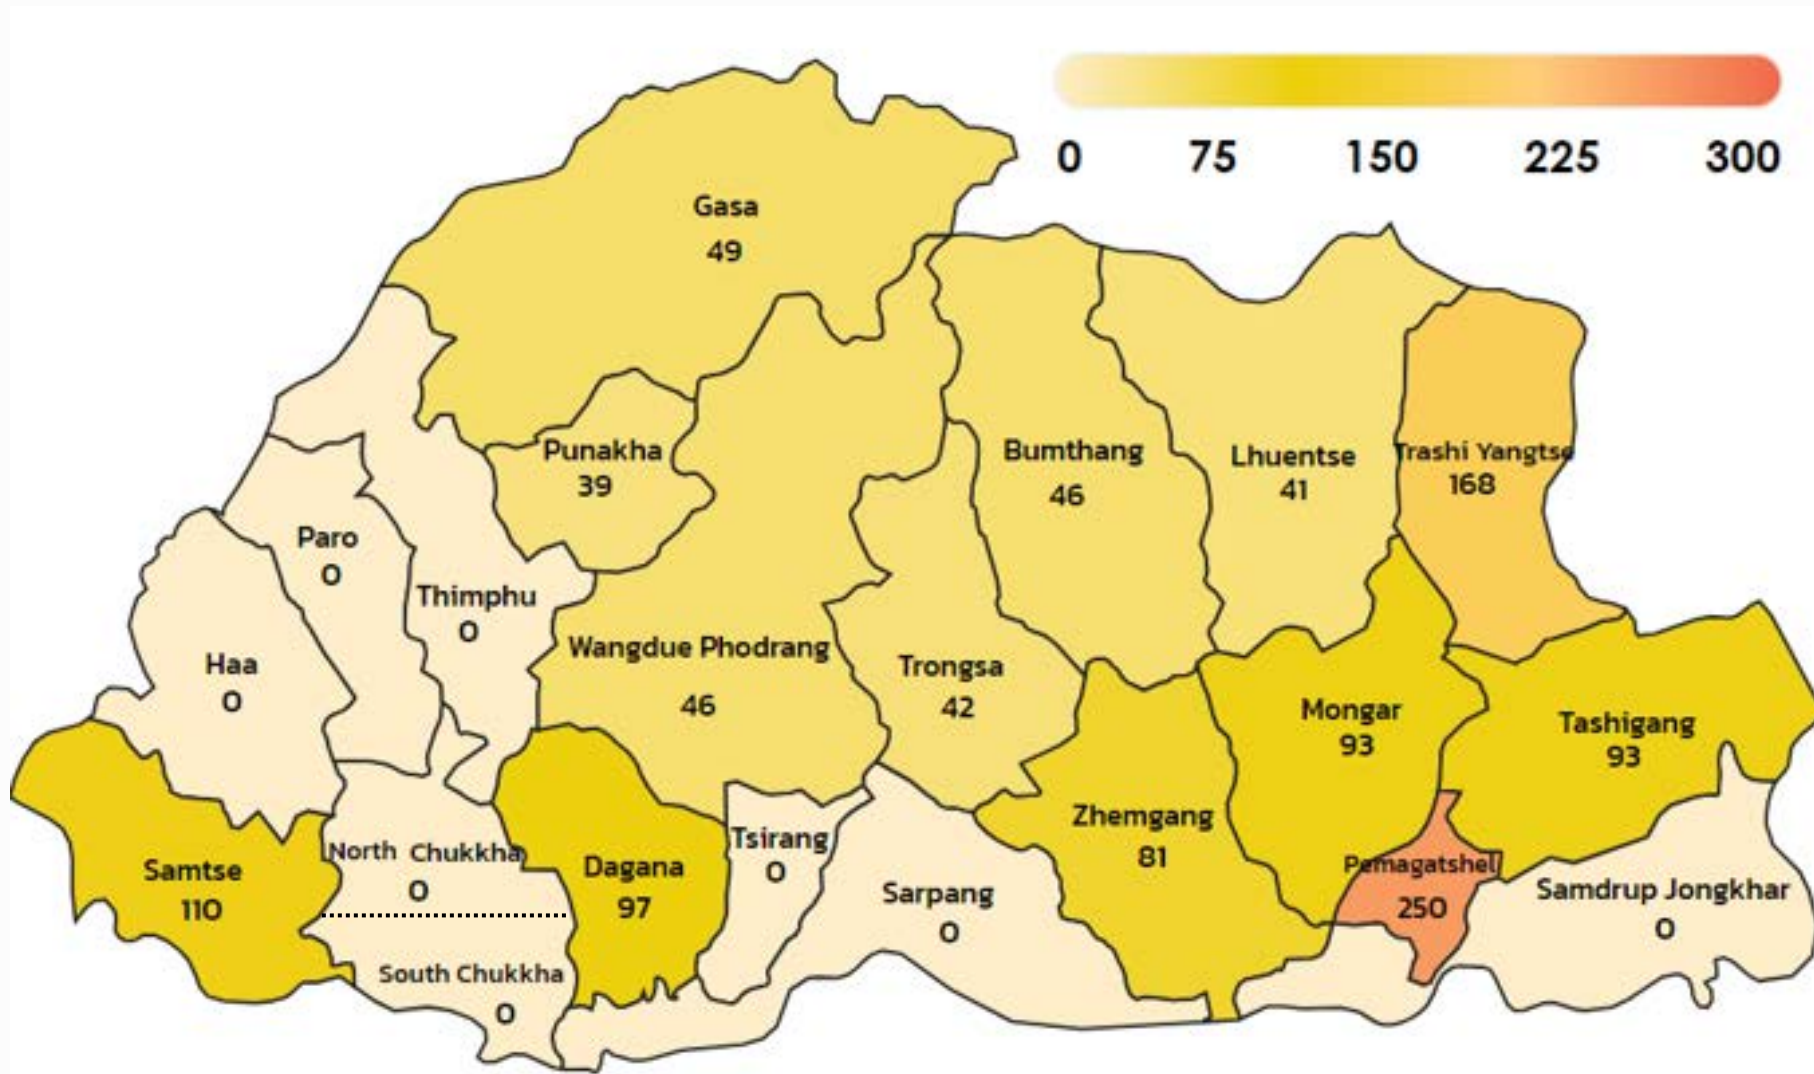 0 75 150 225 300
Gasa
49
Punakha
39
Bumthang
46
Lhuentse
41
Trashi Yangtse
168
Paro
0
Thimphu
0
Haa
0
Wangdue Phodrang
46
Trongsa
42
Mongar
93
Tashigang
93
Zhemgang
81
Samtse
110
North Chukkha
0
Dagana
97
Tsirang
0
Sarpang
0
Pemagatshel
250
Samdrup Jongkhar
0
South Chukkha
0